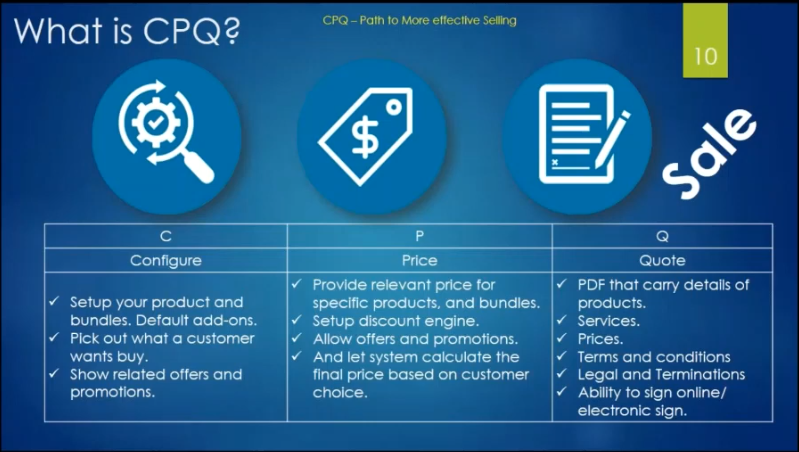 What is CPQ?
CPQ – Path to More effective Selling
10
$
Sale
C
P
Q
Configure
Price
Quote
✓ Setup your product and
bundles. Default add-ons.
✓ Pick out what a customer
wants buy.
✓ Show related offers and
promotions.
✓ Provide relevant price for
specific products, and bundles.
✓ Setup discount engine.
✓ Allow offers and promotions.
✓ And let system calculate the
final price based on customer
choice.
✓ PDF that carry details of
products.
✓ Services.
✓ Prices.
✓ Terms and conditions
✓ Legal and Terminations
✓ Ability to sign online/
electronic sign.